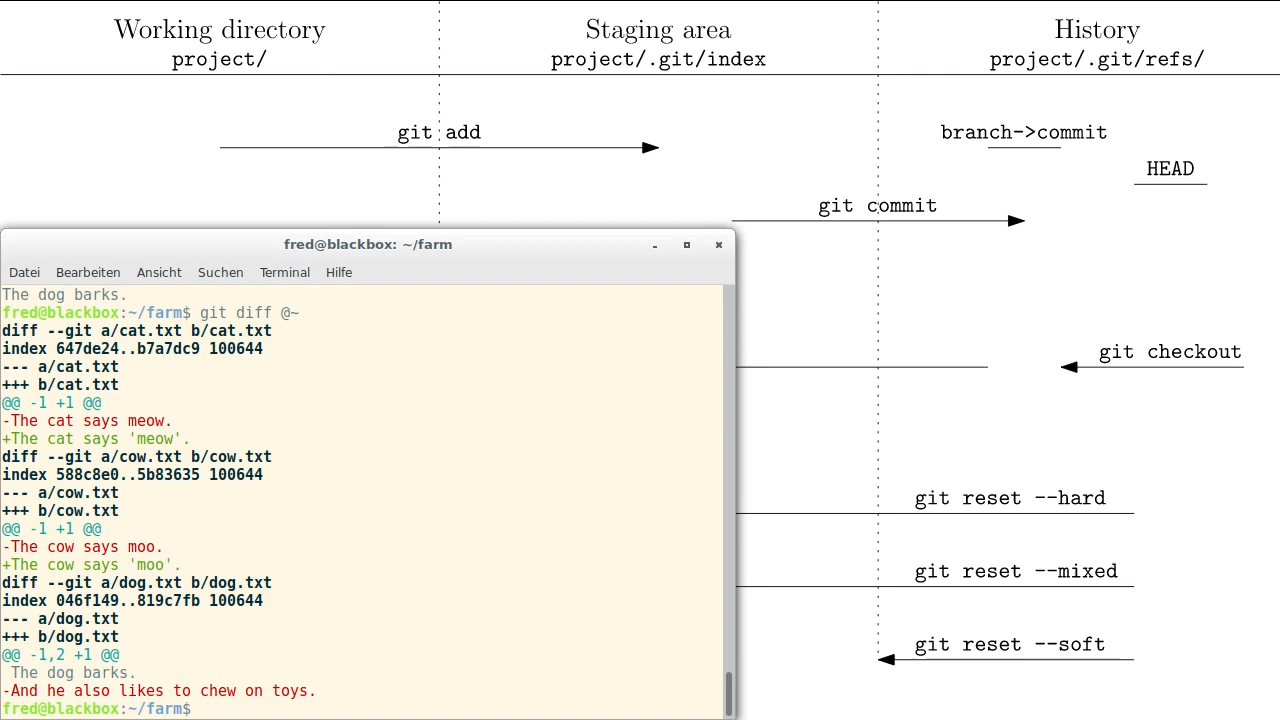 Working directory
project/
Staging area
project/.git/index
History
project/.git/refs/
git add
branch->commit
HEAD
git commit
git checkout
git reset --hard
git reset --mixed
git reset --soft
fred@blackbox: ~/farm
Datei Bearbeiten Ansicht Suchen Terminal Hilfe
The dog barks.
fred@blackbox:~/farm$ git diff @~
diff --git a/cat.txt b/cat.txt
index 647de24..b7a7dc9 100644
--- a/cat.txt
+++ b/cat.txt
@@ -1 +1 @@
-The cat says meow.
+The cat says 'meow'.
diff --git a/cow.txt b/cow.txt
index 588c8e0..5b83635 100644
--- a/cow.txt
+++ b/cow.txt
@@ -1 +1 @@
-The cow says moo.
+The cow says 'moo'.
diff --git a/dog.txt b/dog.txt
index 046f149..819c7fb 100644
--- a/dog.txt
+++ b/dog.txt
@@ -1,2 +1 @@
 The dog barks.
-And he also likes to chew on toys.
fred@blackbox:~/farm$